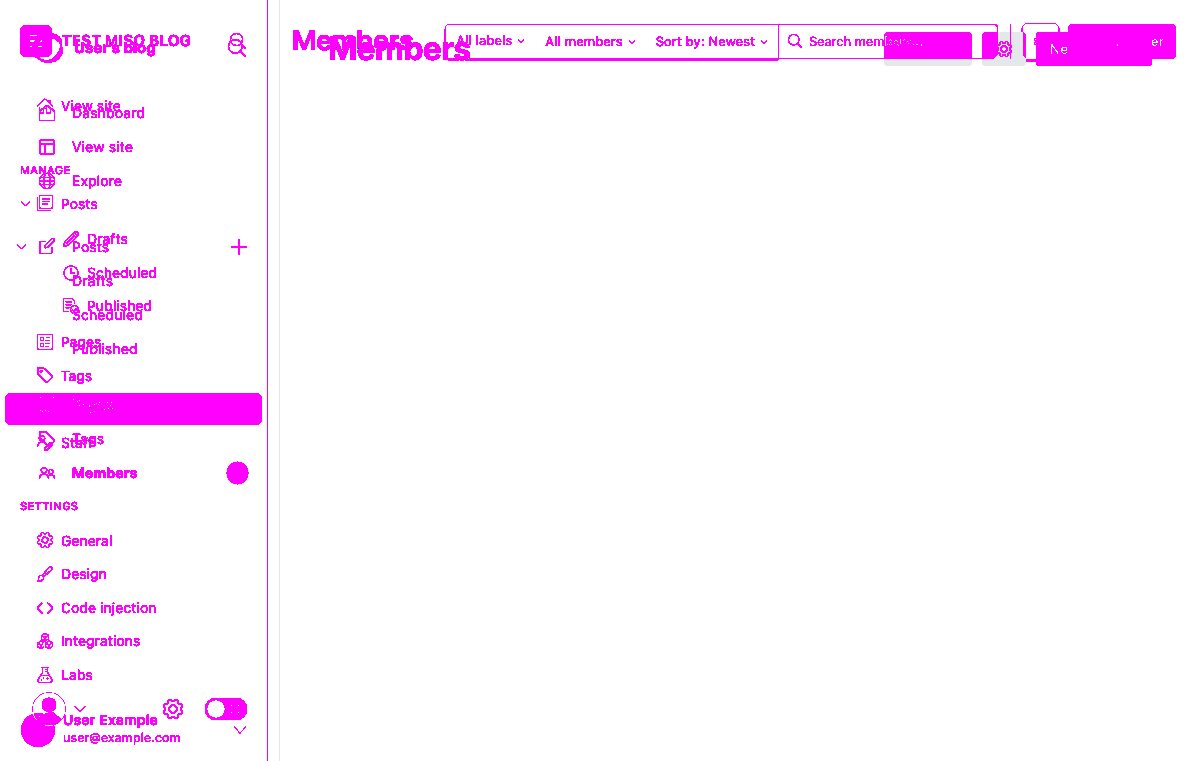 TEST MISO BLOG
User's Blog
Members
Members
All labels
All members
Sort by: Newest
Search members...
View site
Dashboard
View site
MANAGE
Explore
Posts
Drafts
Posts
Scheduled
Drafts
Published
Scheduled
Pages
Published
Tags
Tags
Staff
Members
SETTINGS
General
Design
Code injection
Integrations
Labs
User Example
user@example.com